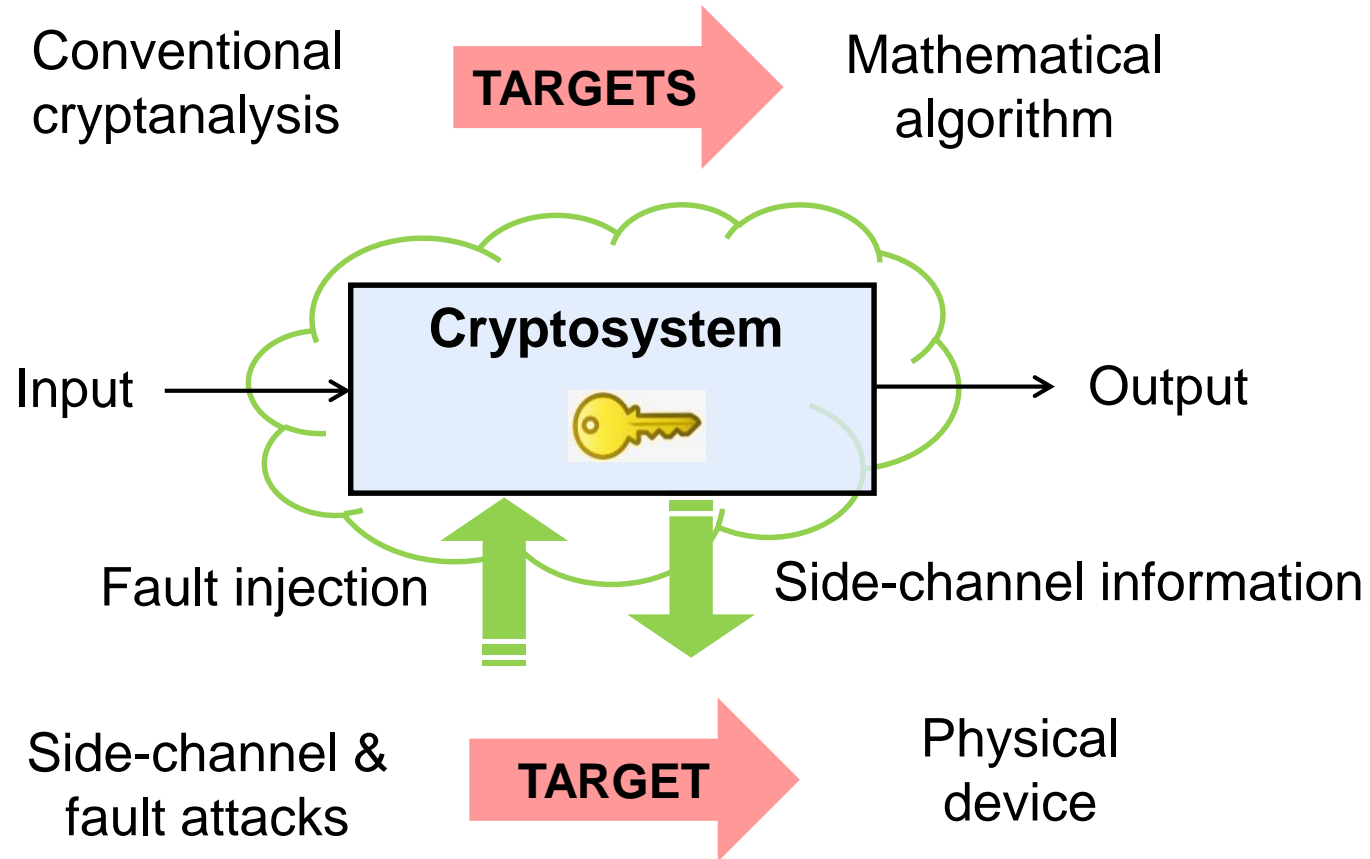 Conventional
cryptanalysis
TARGETS
Mathematical
algorithm
Cryptosystem
Input
Output
Fault injection
Side-channel information
Side-channel &
fault attacks
TARGET
Physical
device